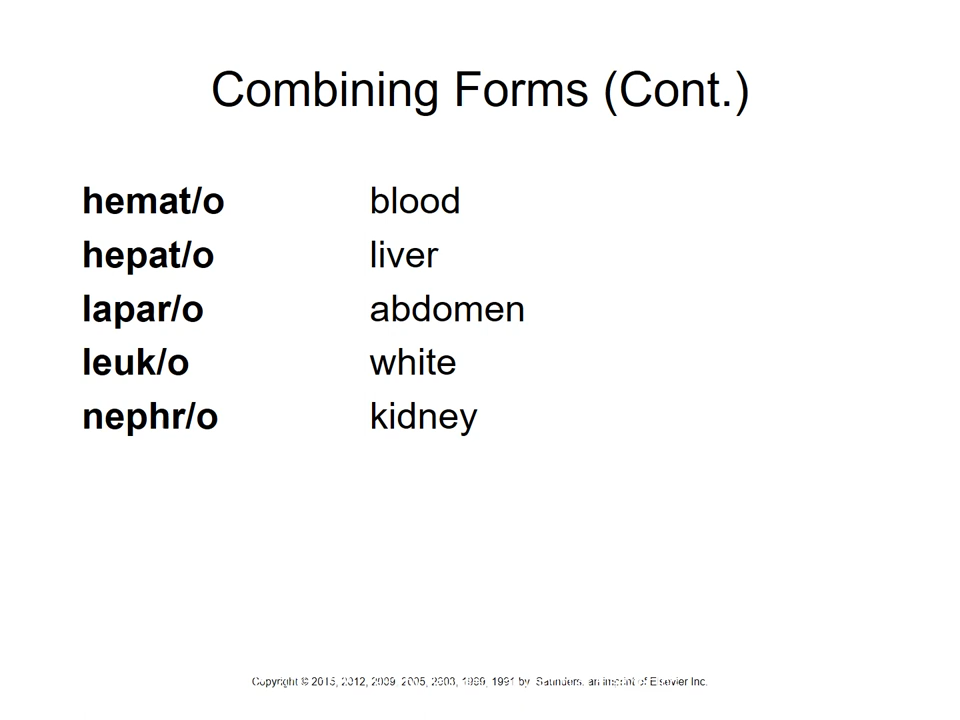 Combining Forms (Cont.)
hemat/o blood
hepat/o liver
lapar/o abdomen
leuk/o white
nephr/o kidney
Copyright © 2015, 2012, 2009, 2005, 2003, 1999, 1991 by Saunders, an imprint of Elsevier Inc.